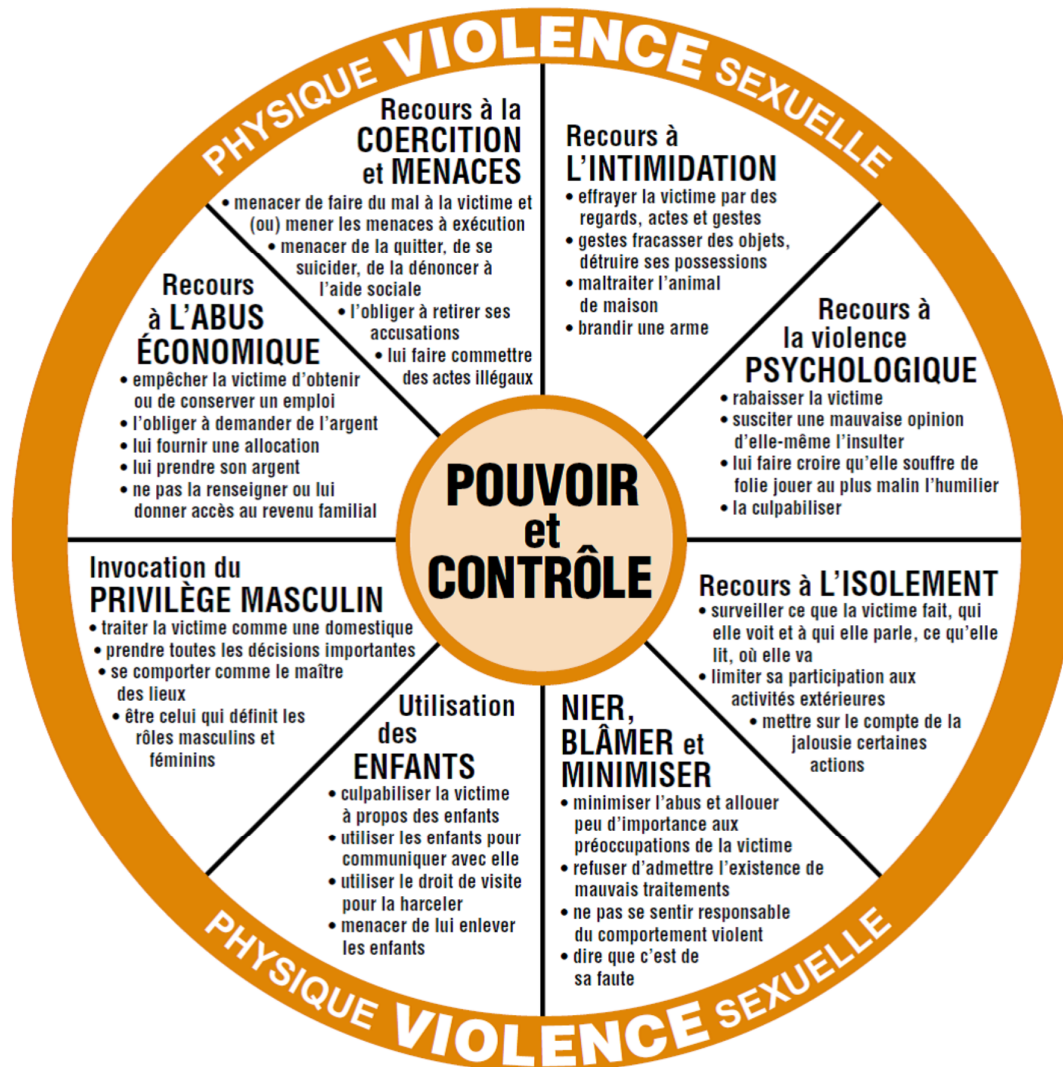 PHYSIQUE VIOLENCE SEXUELLE
Recours à la
COERCITION
et MENACES
• menacer de faire du mal à la victime et
(ou) mener les menaces à exécution
• menacer de la quitter, de se
suicider, de la dénoncer à
l'aide sociale
• l'obliger à retirer ses
accusations
• lui faire commettre
des actes illégaux
Recours à
L'INTIMIDATION
• effrayer la victime par des
regards, actes et gestes
• gestes fracasser des objets,
détruire ses possessions
• maltraiter l'animal
de maison
• brandir une arme
Recours à
la violence
PSYCHOLOGIQUE
• rabaisser la victime
• susciter une mauvaise opinion
d'elle-même l'insulter
• lui faire croire qu'elle souffre de
folie jouer au plus malin l'humilier
• la culpabiliser
Recours à L'ISOLEMENT
• surveiller ce que la victime fait, qui
elle voit et à qui elle parle, ce qu'elle
lit, où elle va
• limiter sa participation aux
activités extérieures
• mettre sur le compte de la
jalousie certaines
actions
NIER,
BLÂMER et
MINIMISER
• minimiser l'abus et allouer
peu d'importance aux
préoccupations de la victime
• refuser d'admettre l'existence de
mauvais traitements
• ne pas se sentir responsable
du comportement violent
• dire que c'est de
sa faute
Utilisation
des
ENFANTS
• culpabiliser la victime
à propos des enfants
• utiliser les enfants pour
communiquer avec elle
• utiliser le droit de visite
pour la harceler
• menacer de lui enlever
les enfants
Invocation du
PRIVILÈGE MASCULIN
• traiter la victime comme une domestique
• prendre toutes les décisions importantes
• se comporter comme le maître
des lieux
• être celui qui définit les
rôles masculins et
féminins
Recours
à L'ABUS
ÉCONOMIQUE
• empêcher la victime d'obtenir
ou de conserver un emploi
• l'obliger à demander de l'argent
• lui fournir une allocation
• lui prendre son argent
• ne pas la renseigner ou lui
donner accès au revenu familial
POUVOIR
et
CONTRÔLE
PHYSIQUE VIOLENCE SEXUELLE